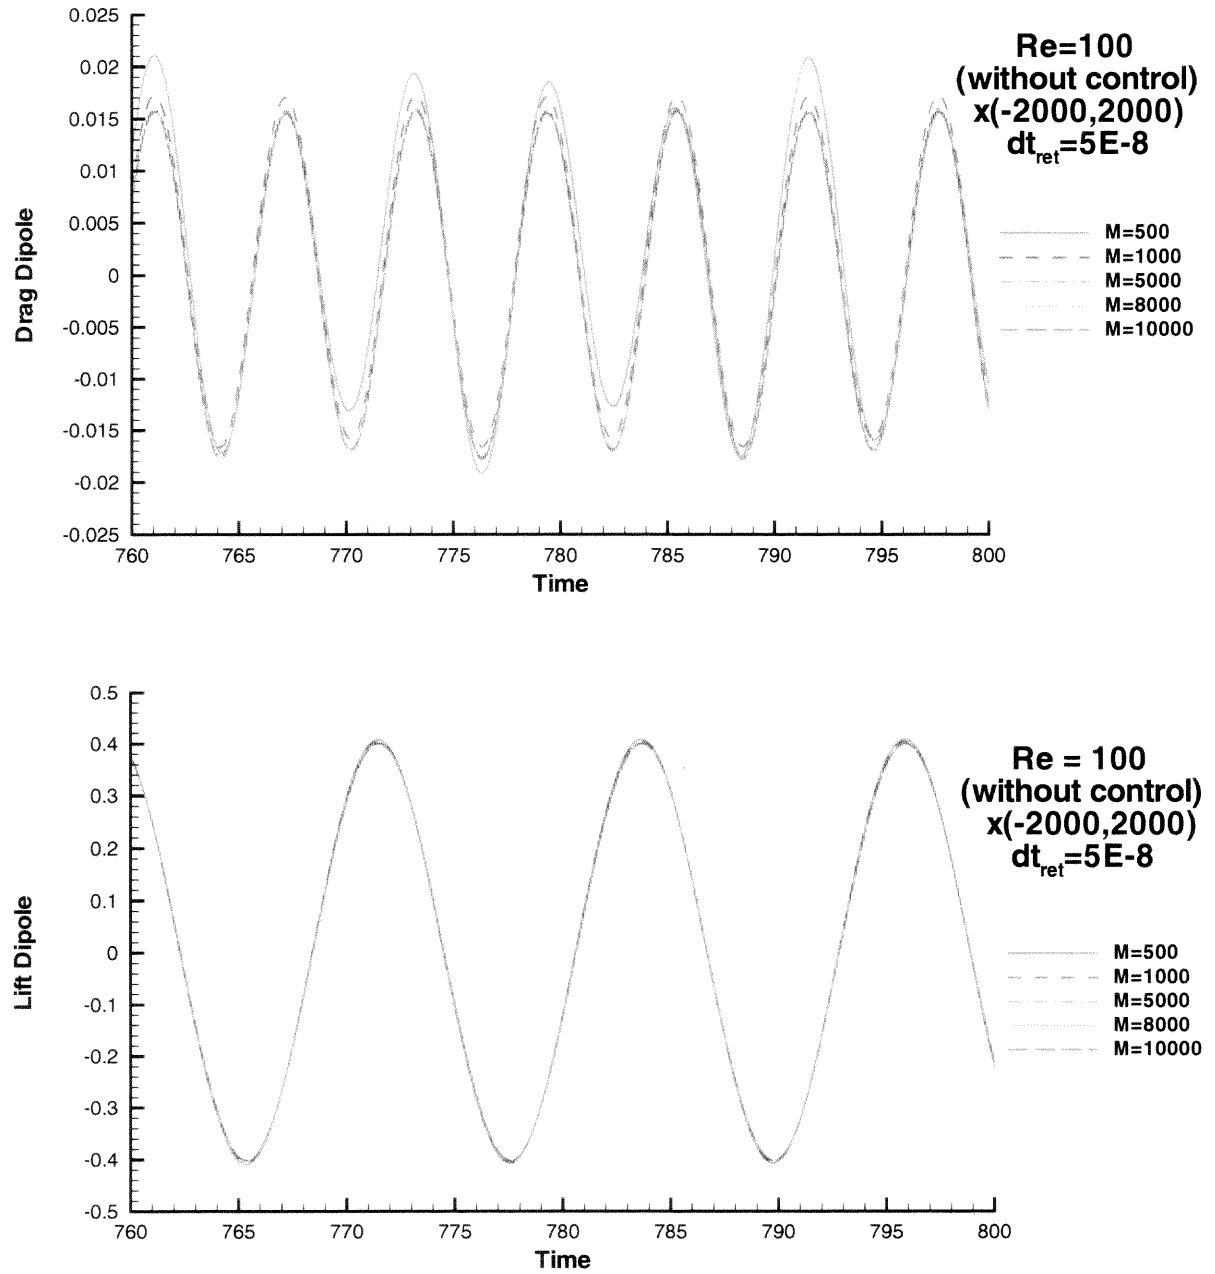 0.025
0.02
0.015
0.01
0.005
0
-0.005
-0.01
-0.015
-0.02
-0.025
Drag Dipole
760 765 770 775 780 785 790 795 800
Time
Re=100
(without control)
x(-2000,2000)
dt_ret=5E-8
M=500
M=1000
M=5000
M=8000
M=10000
0.5
0.4
0.3
0.2
0.1
0
-0.1
-0.2
-0.3
-0.4
-0.5
Lift Dipole
760 765 770 775 780 785 790 795 800
Time
Re = 100
(without control)
x(-2000,2000)
dt_ret=5E-8
M=500
M=1000
M=5000
M=8000
M=10000